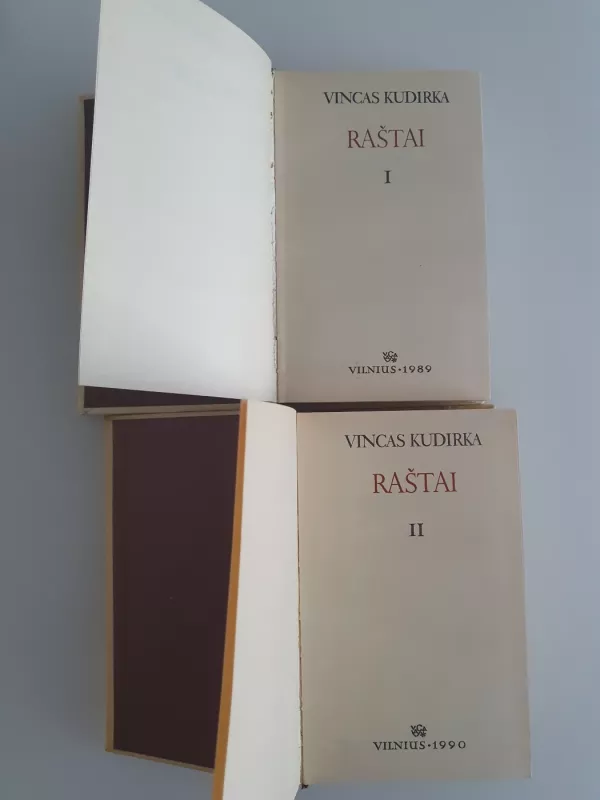 VINCAS KUDIRKA
RAŠTAI
I
VILNIUS·1989
VINCAS KUDIRKA
RAŠTAI
II
VILNIUS·1990